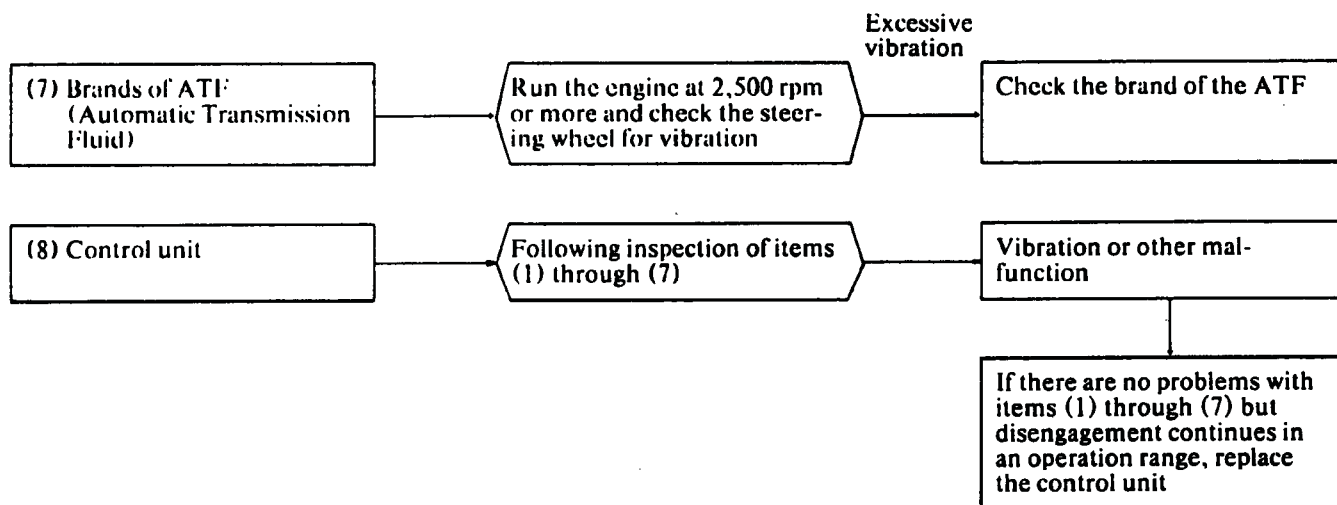 Excessive
vibration
(7) Brands of ATF
(Automatic Transmission
Fluid)
Run the engine at 2,500 rpm
or more and check the steer-
ing wheel for vibration
Check the brand of the ATF
(8) Control unit
Following inspection of items
(1) through (7)
Vibration or other mal-
function
If there are no problems with
items (1) through (7) but
disengagement continues in
an operation range, replace
the control unit